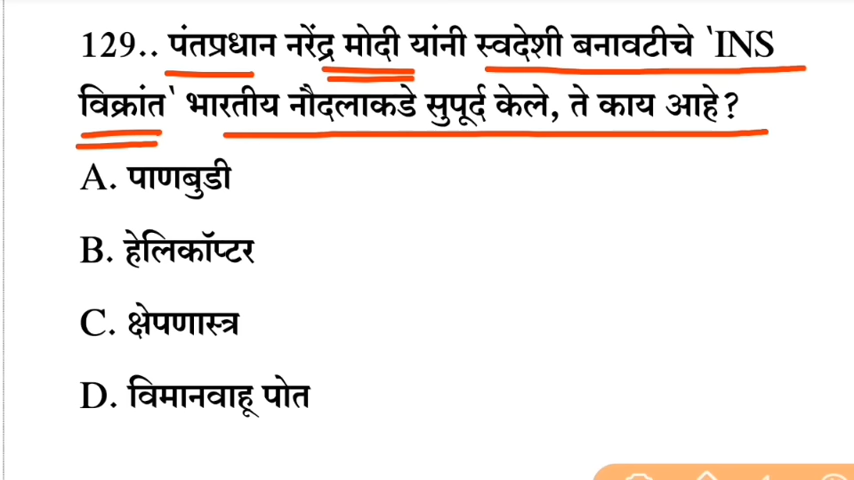 129.. पंतप्रधान नरेंद्र मोदी यांनी स्वदेशी बनावटीचे 'INS
विक्रांत' भारतीय नौदलाकडे सुपूर्द केले, ते काय आहे?
A. पाणबुडी
B. हेलिकॉप्टर
C. क्षेपणास्त्र
D. विमानवाहू पोत